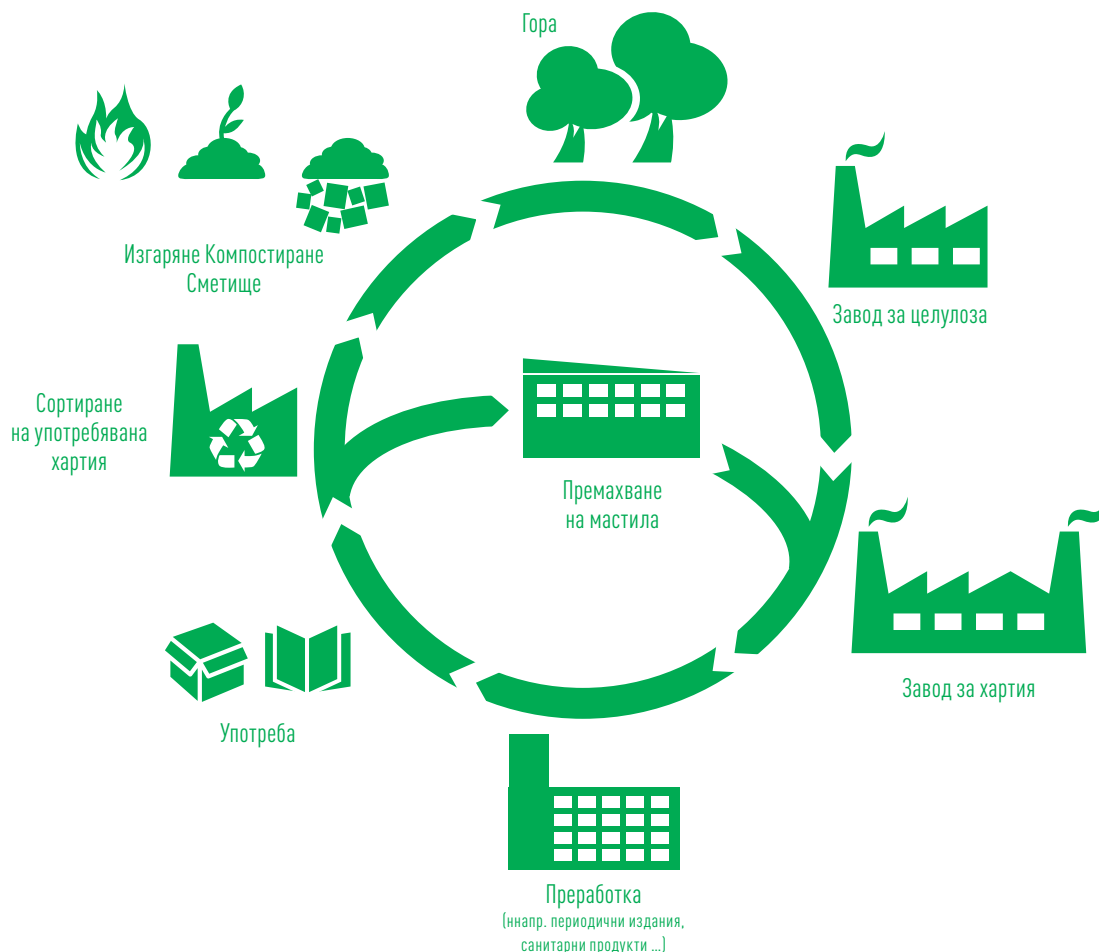 Гора
Изгаряне Компостиране
Сметище
Завод за целулоза
Сортиране
на употребявана
хартия
Премахване
на мастила
Завод за хартия
Употреба
Преработка
(ннапр. периодични издания,
санитарни продукти ...)